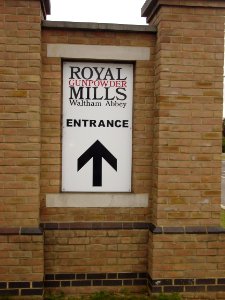 ROYAL
GUNPOWDER
MILLS
Waltham Abbey
ENTRANCE